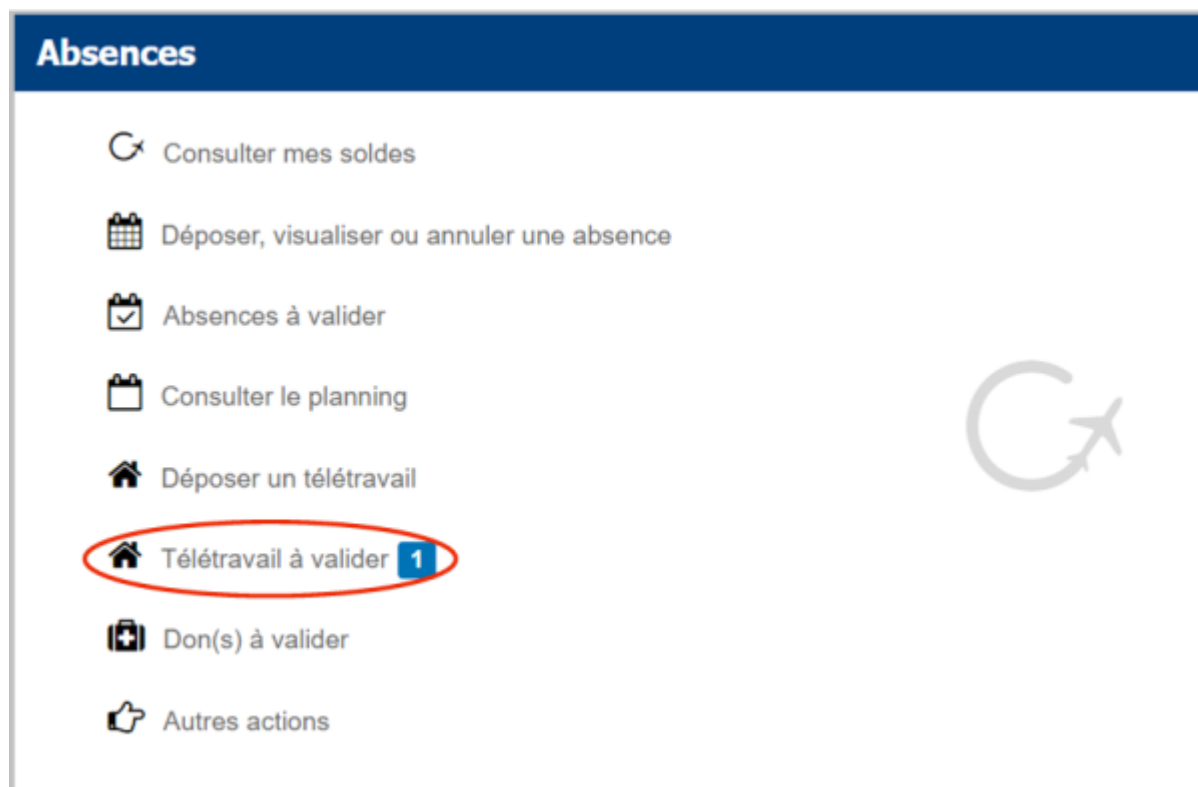 Absences
Consulter mes soldes
Déposer, visualiser ou annuler une absence
Absences à valider
Consulter le planning
Déposer un télétravail
Télétravail à valider 1
Don(s) à valider
Autres actions